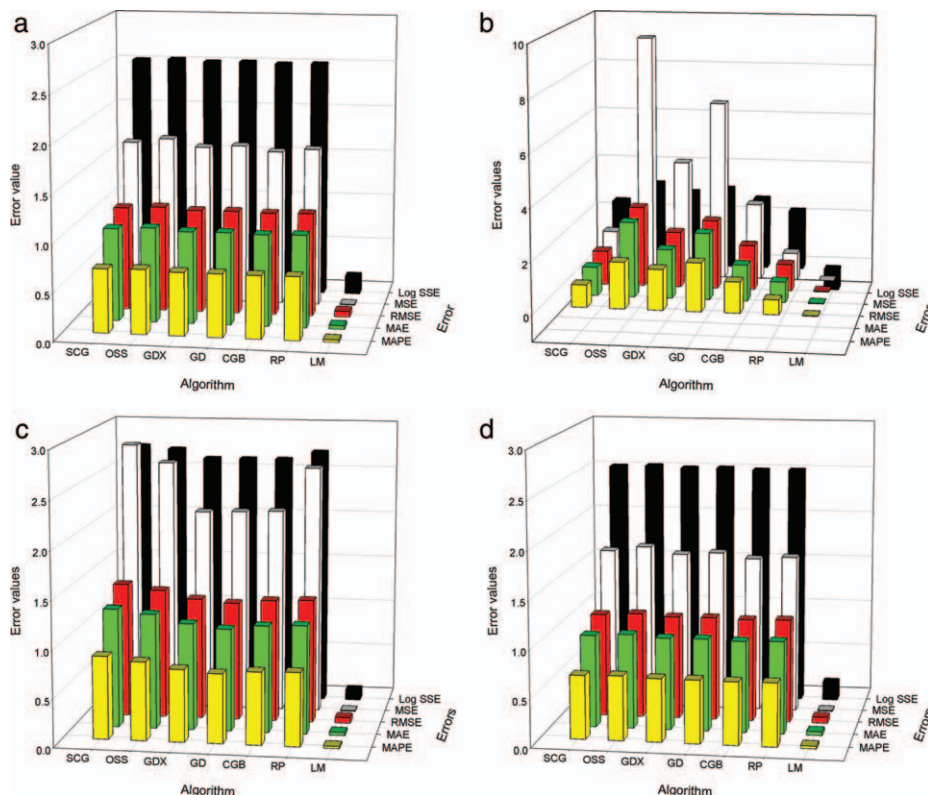 a
3.0
2.5
2.0
1.5
1.0
0.5
0.0
Error value
SCG OSS GDX GD CGB RP LM
Algorithm
Log SSE
MSE
RMSE
MAE
MAPE
Error
b
10
8
6
4
2
0
Error values
SCG OSS GDX GD CGB RP LM
Algorithm
Log SSE
MSE
RMSE
MAE
MAPE
Error
c
3.0
2.5
2.0
1.5
1.0
0.5
0.0
Error values
SCG OSS GDX GD CGB RP LM
Algorithm
Log SSE
MSE
RMSE
MAE
MAPE
Errors
d
3.0
2.5
2.0
1.5
1.0
0.5
0.0
Error values
SCG OSS GDX GD CGB RP LM
Algorithm
Log SSE
MSE
RMSE
MAE
MAPE
Errors